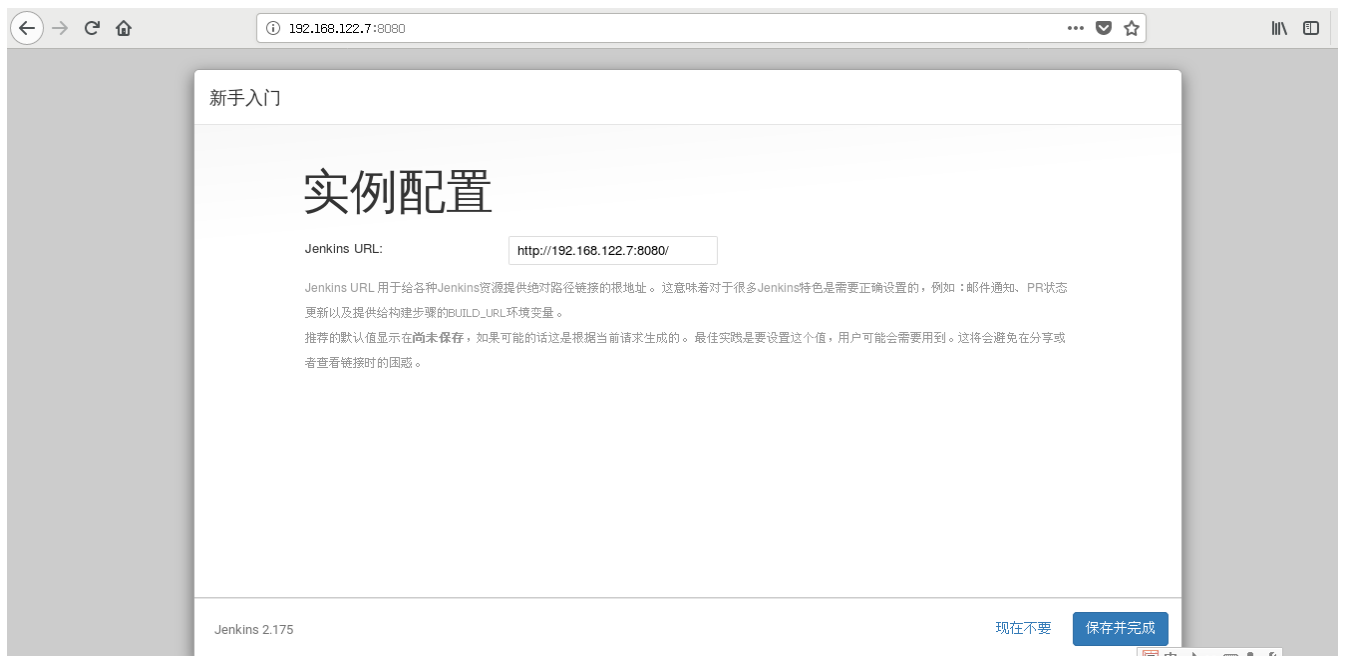 192.168.122.7:8080
新手入门
实例配置
Jenkins URL: http://192.168.122.7:8080/
Jenkins URL 用于给各种Jenkins资源提供绝对路径链接的根地址。 这意味着对于很多Jenkins特色是需要正确设置的，例如：邮件通知、PR状态
更新以及提供给构建步骤的BUILD_URL环境变量。
推荐的默认值显示在尚未保存，如果可能的话这是根据当前请求生成的。 最佳实践是要设置这个值，用户可能会需要用到。这将会避免在分享或
者查看链接时的困惑。
Jenkins 2.175
现在不要 保存并完成